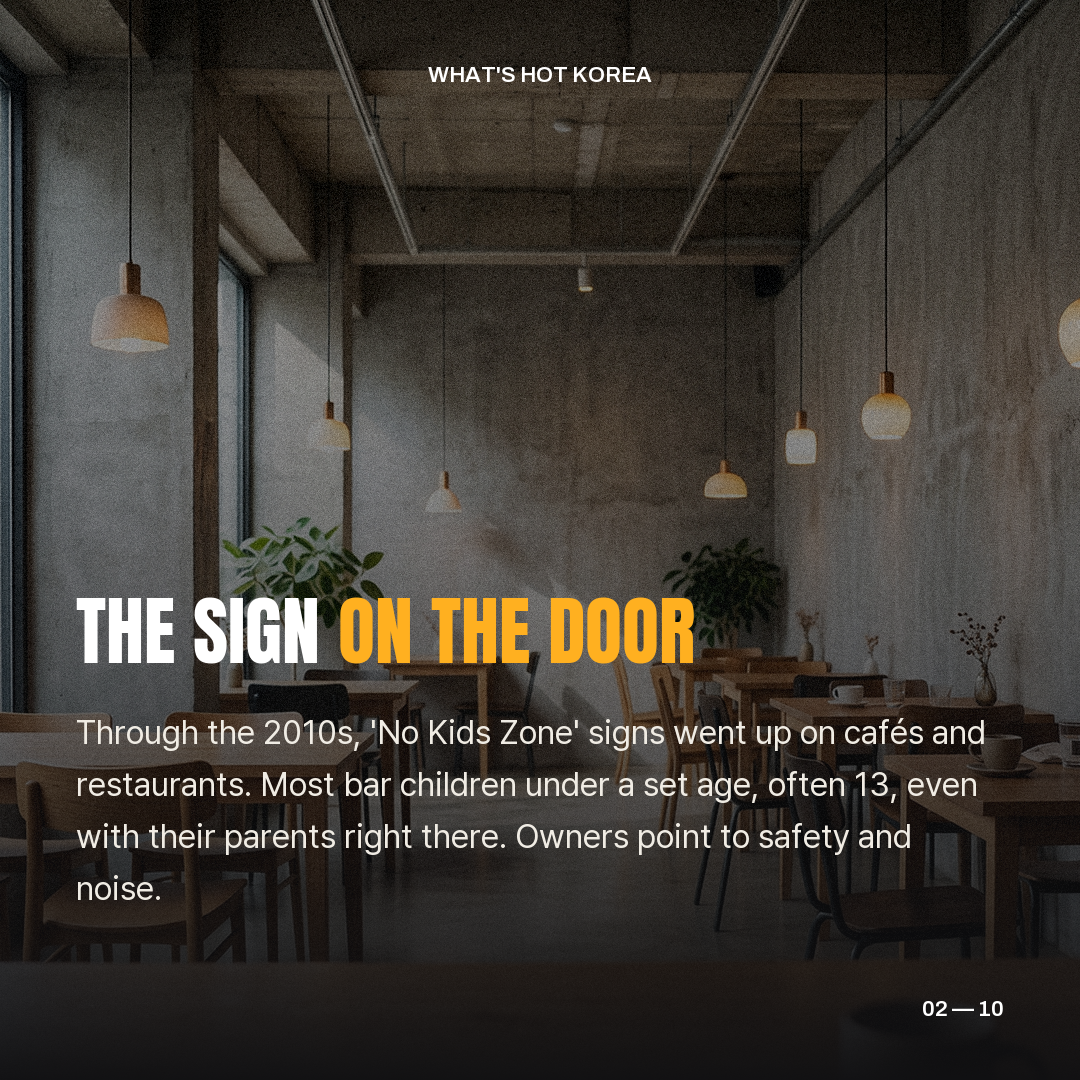 WHAT'S HOT KOREA
THE SIGN ON THE DOOR
Through the 2010s, 'No Kids Zone' signs went up on cafés and
restaurants. Most bar children under a set age, often 13, even
with their parents right there. Owners point to safety and
noise.
02 — 10